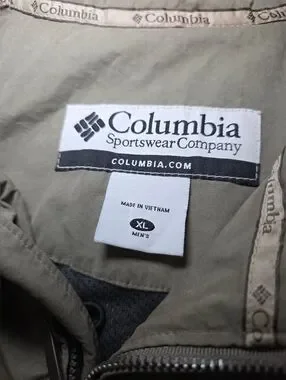 Columbia
Columbia
Columbia
Columbia
Sportswear Company
COLUMBIA.COM
MADE IN VIETNAM
XL
MEN'S
Columbia